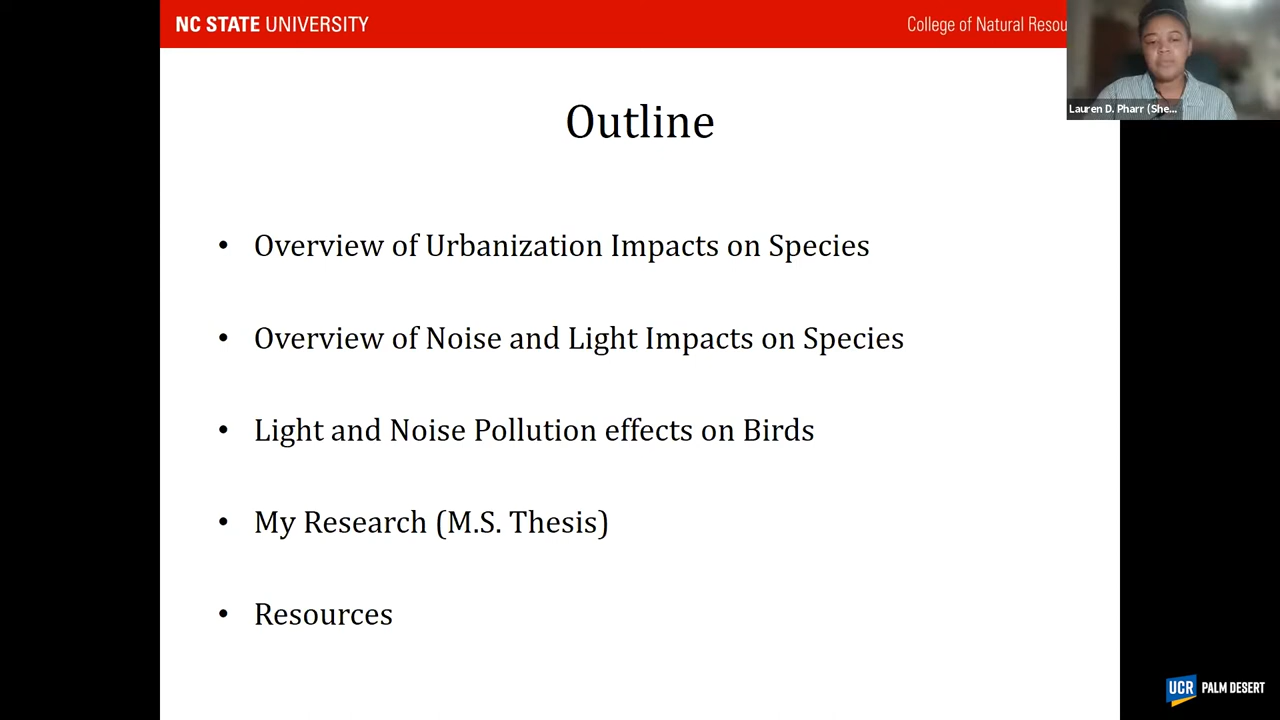 NC STATE UNIVERSITY
College of Natural
Lauren D. Pharr (She...
Outline
• Overview of Urbanization Impacts on Species
• Overview of Noise and Light Impacts on Species
• Light and Noise Pollution effects on Birds
• My Research (M.S. Thesis)
• Resources
UCR PALM DESERT